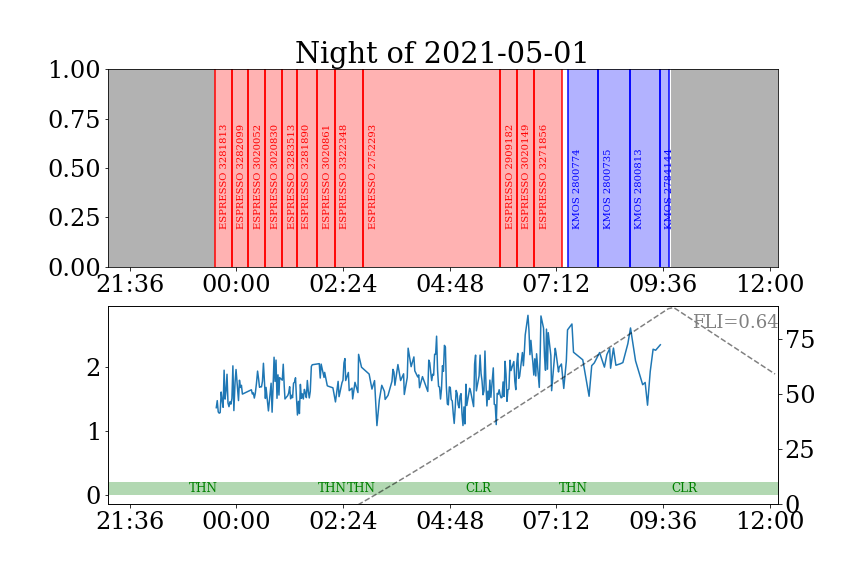 Night of 2021-05-01
1.00
0.75
0.50
0.25
0.00
ESPRESSO 3281813
ESPRESSO 3282099
ESPRESSO 3020052
ESPRESSO 3020830
ESPRESSO 3283513
ESPRESSO 3281890
ESPRESSO 3020861
ESPRESSO 3322348
ESPRESSO 2752293
ESPRESSO 2909182
ESPRESSO 3020149
ESPRESSO 3271856
KMOS 2800774
KMOS 2800735
KMOS 2800813
KMOS 2784144
21:36 00:00 02:24 04:48 07:12 09:36 12:00
FLI=0.64
2
1
0
75
50
25
0
THN THN THN CLR THN CLR
21:36 00:00 02:24 04:48 07:12 09:36 12:00